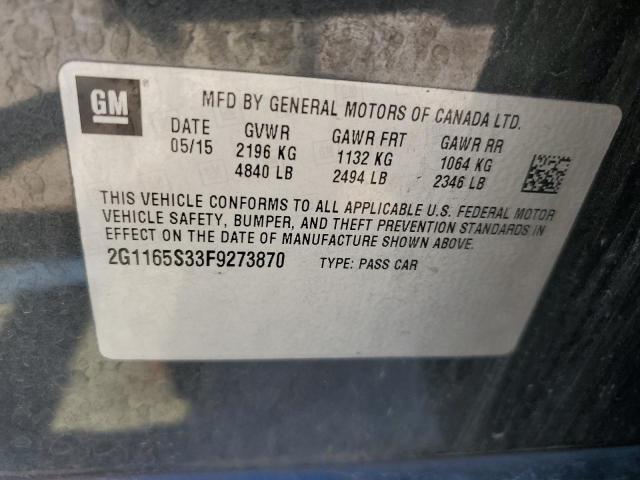 GM
MFD BY GENERAL MOTORS OF CANADA LTD.
DATE GVWR GAWR FRT GAWR RR
05/15 2196 KG 1132 KG 1064 KG
4840 LB 2494 LB 2346 LB
THIS VEHICLE CONFORMS TO ALL APPLICABLE U.S. FEDERAL MOTOR
VEHICLE SAFETY, BUMPER, AND THEFT PREVENTION STANDARDS IN
EFFECT ON THE DATE OF MANUFACTURE SHOWN ABOVE.
2G1165S33F9273870 TYPE: PASS CAR